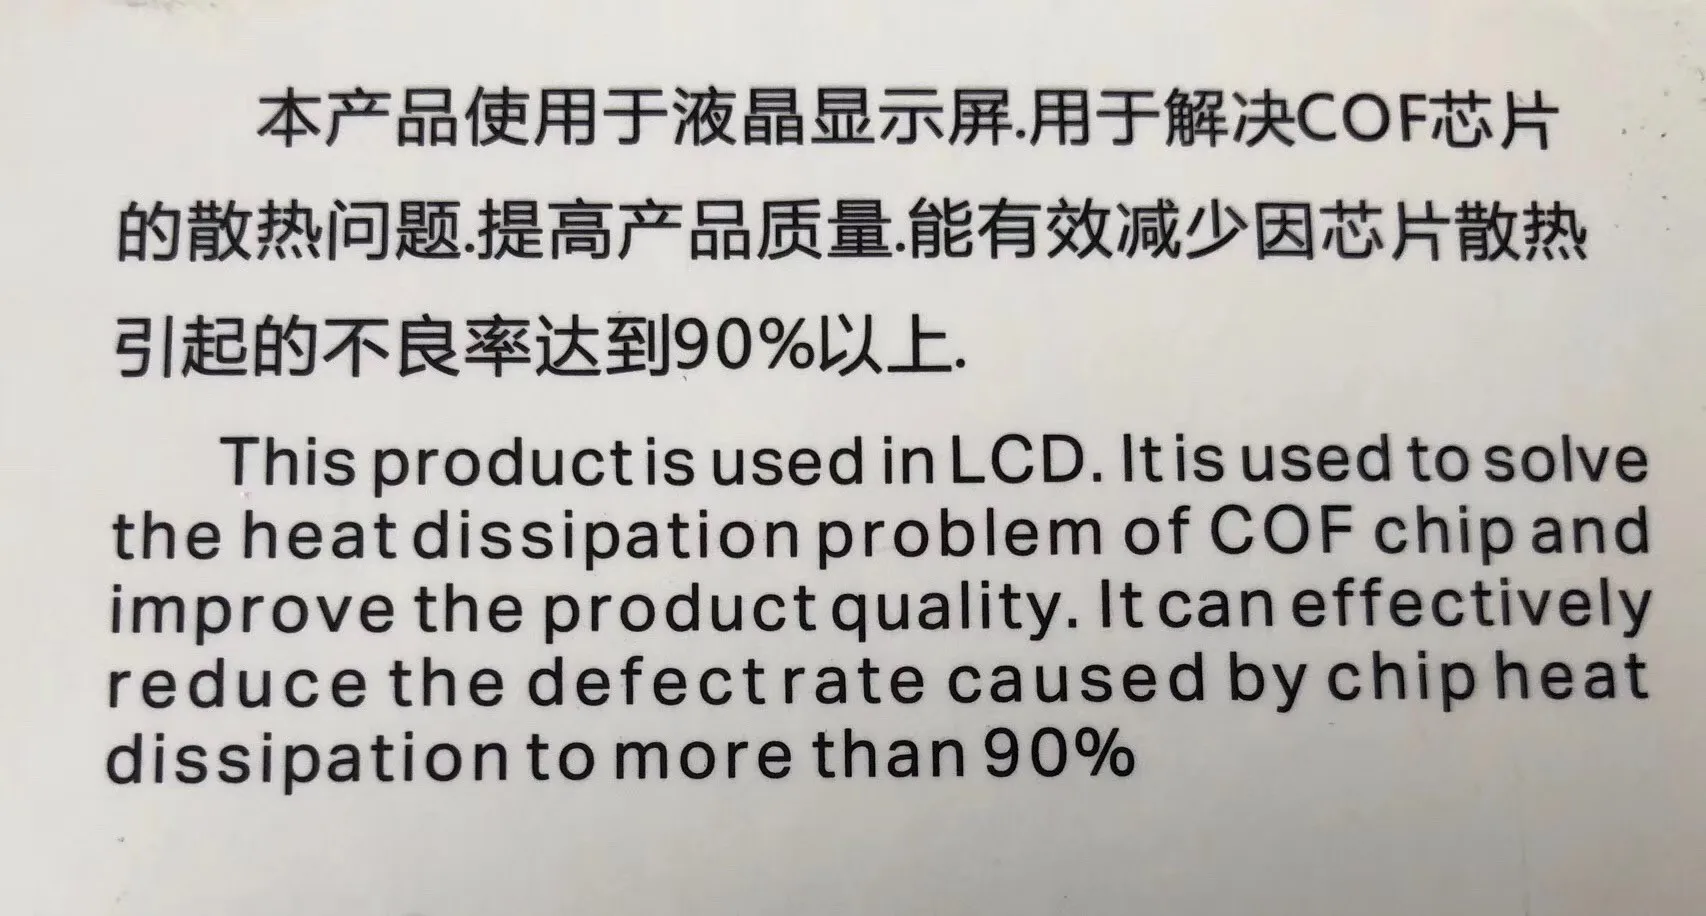 本产品使用于液晶显示屏.用于解决COF芯片
的散热问题.提高产品质量.能有效减少因芯片散热
引起的不良率达到90%以上.
This product is used in LCD. It is used to solve
the heat dissipation problem of COF chip and
improve the product quality. It can effectively
reduce the defect rate caused by chip heat
dissipation to more than 90%